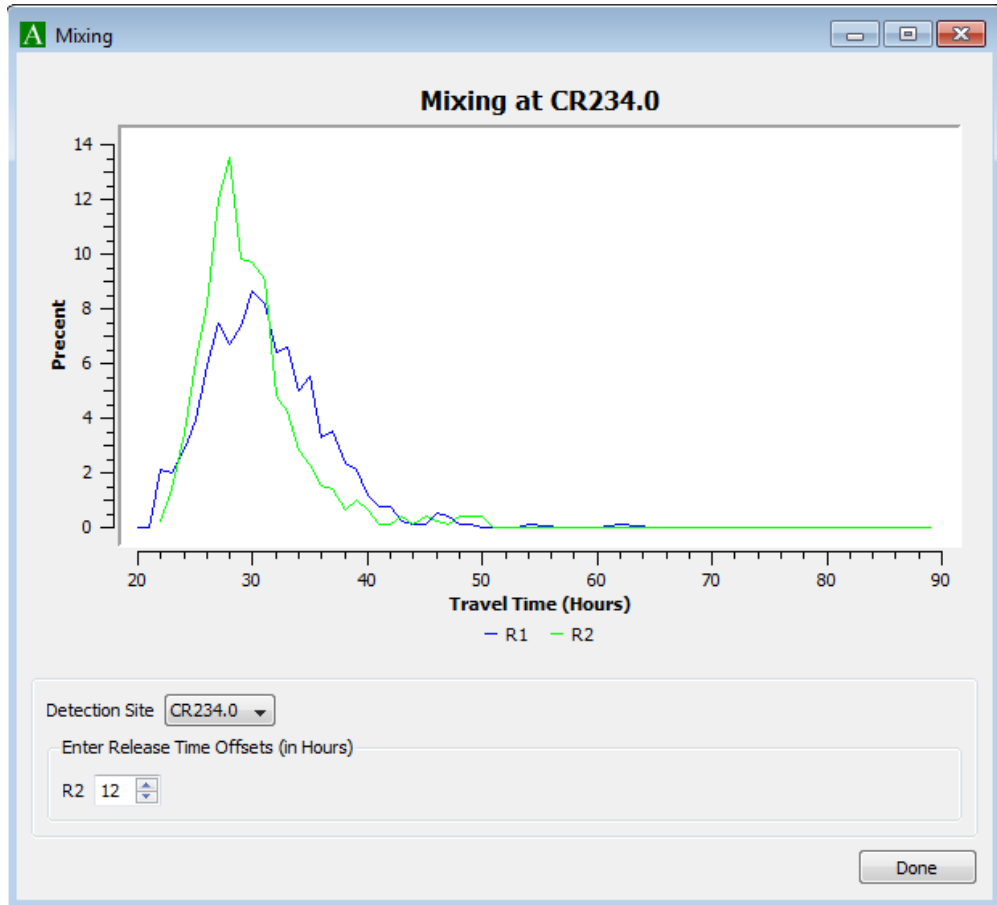 A Mixing
Mixing at CR234.0
14
12
10
8
6
4
2
0
Precent
20 30 40 50 60 70 80 90
Travel Time (Hours)
R1 R2
Detection Site CR234.0
Enter Release Time Offsets (in Hours)
R2 12
Done